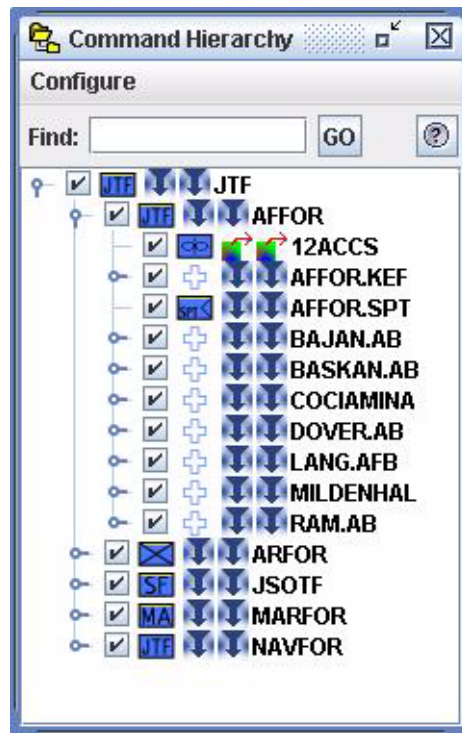 Command Hierarchy
Configure
Find: GO ?
JTF JTF
JTF AFFOR
12ACCS
AFFOR.KEF
SPT AFFOR.SPT
BAJAN.AB
BASKAN.AB
COCIAMINA
DOVER.AB
LANG.AFB
MILDENHAL
RAM.AB
ARFOR
SF JSOTF
MA MARFOR
JTF NAVFOR